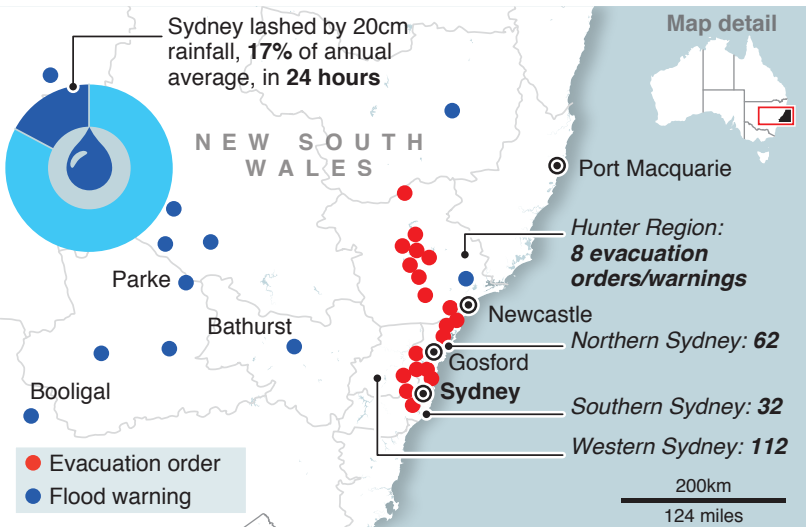 Sydney lashed by 20cm
rainfall, 17% of annual
average, in 24 hours
Map detail
NEW SOUTH
WALES
Port Macquarie
Hunter Region:
8 evacuation
orders/warnings
Parke
Newcastle
Bathurst
Northern Sydney: 62
Gosford
Booligal
Sydney
Southern Sydney: 32
Western Sydney: 112
Evacuation order
Flood warning
200km
124 miles